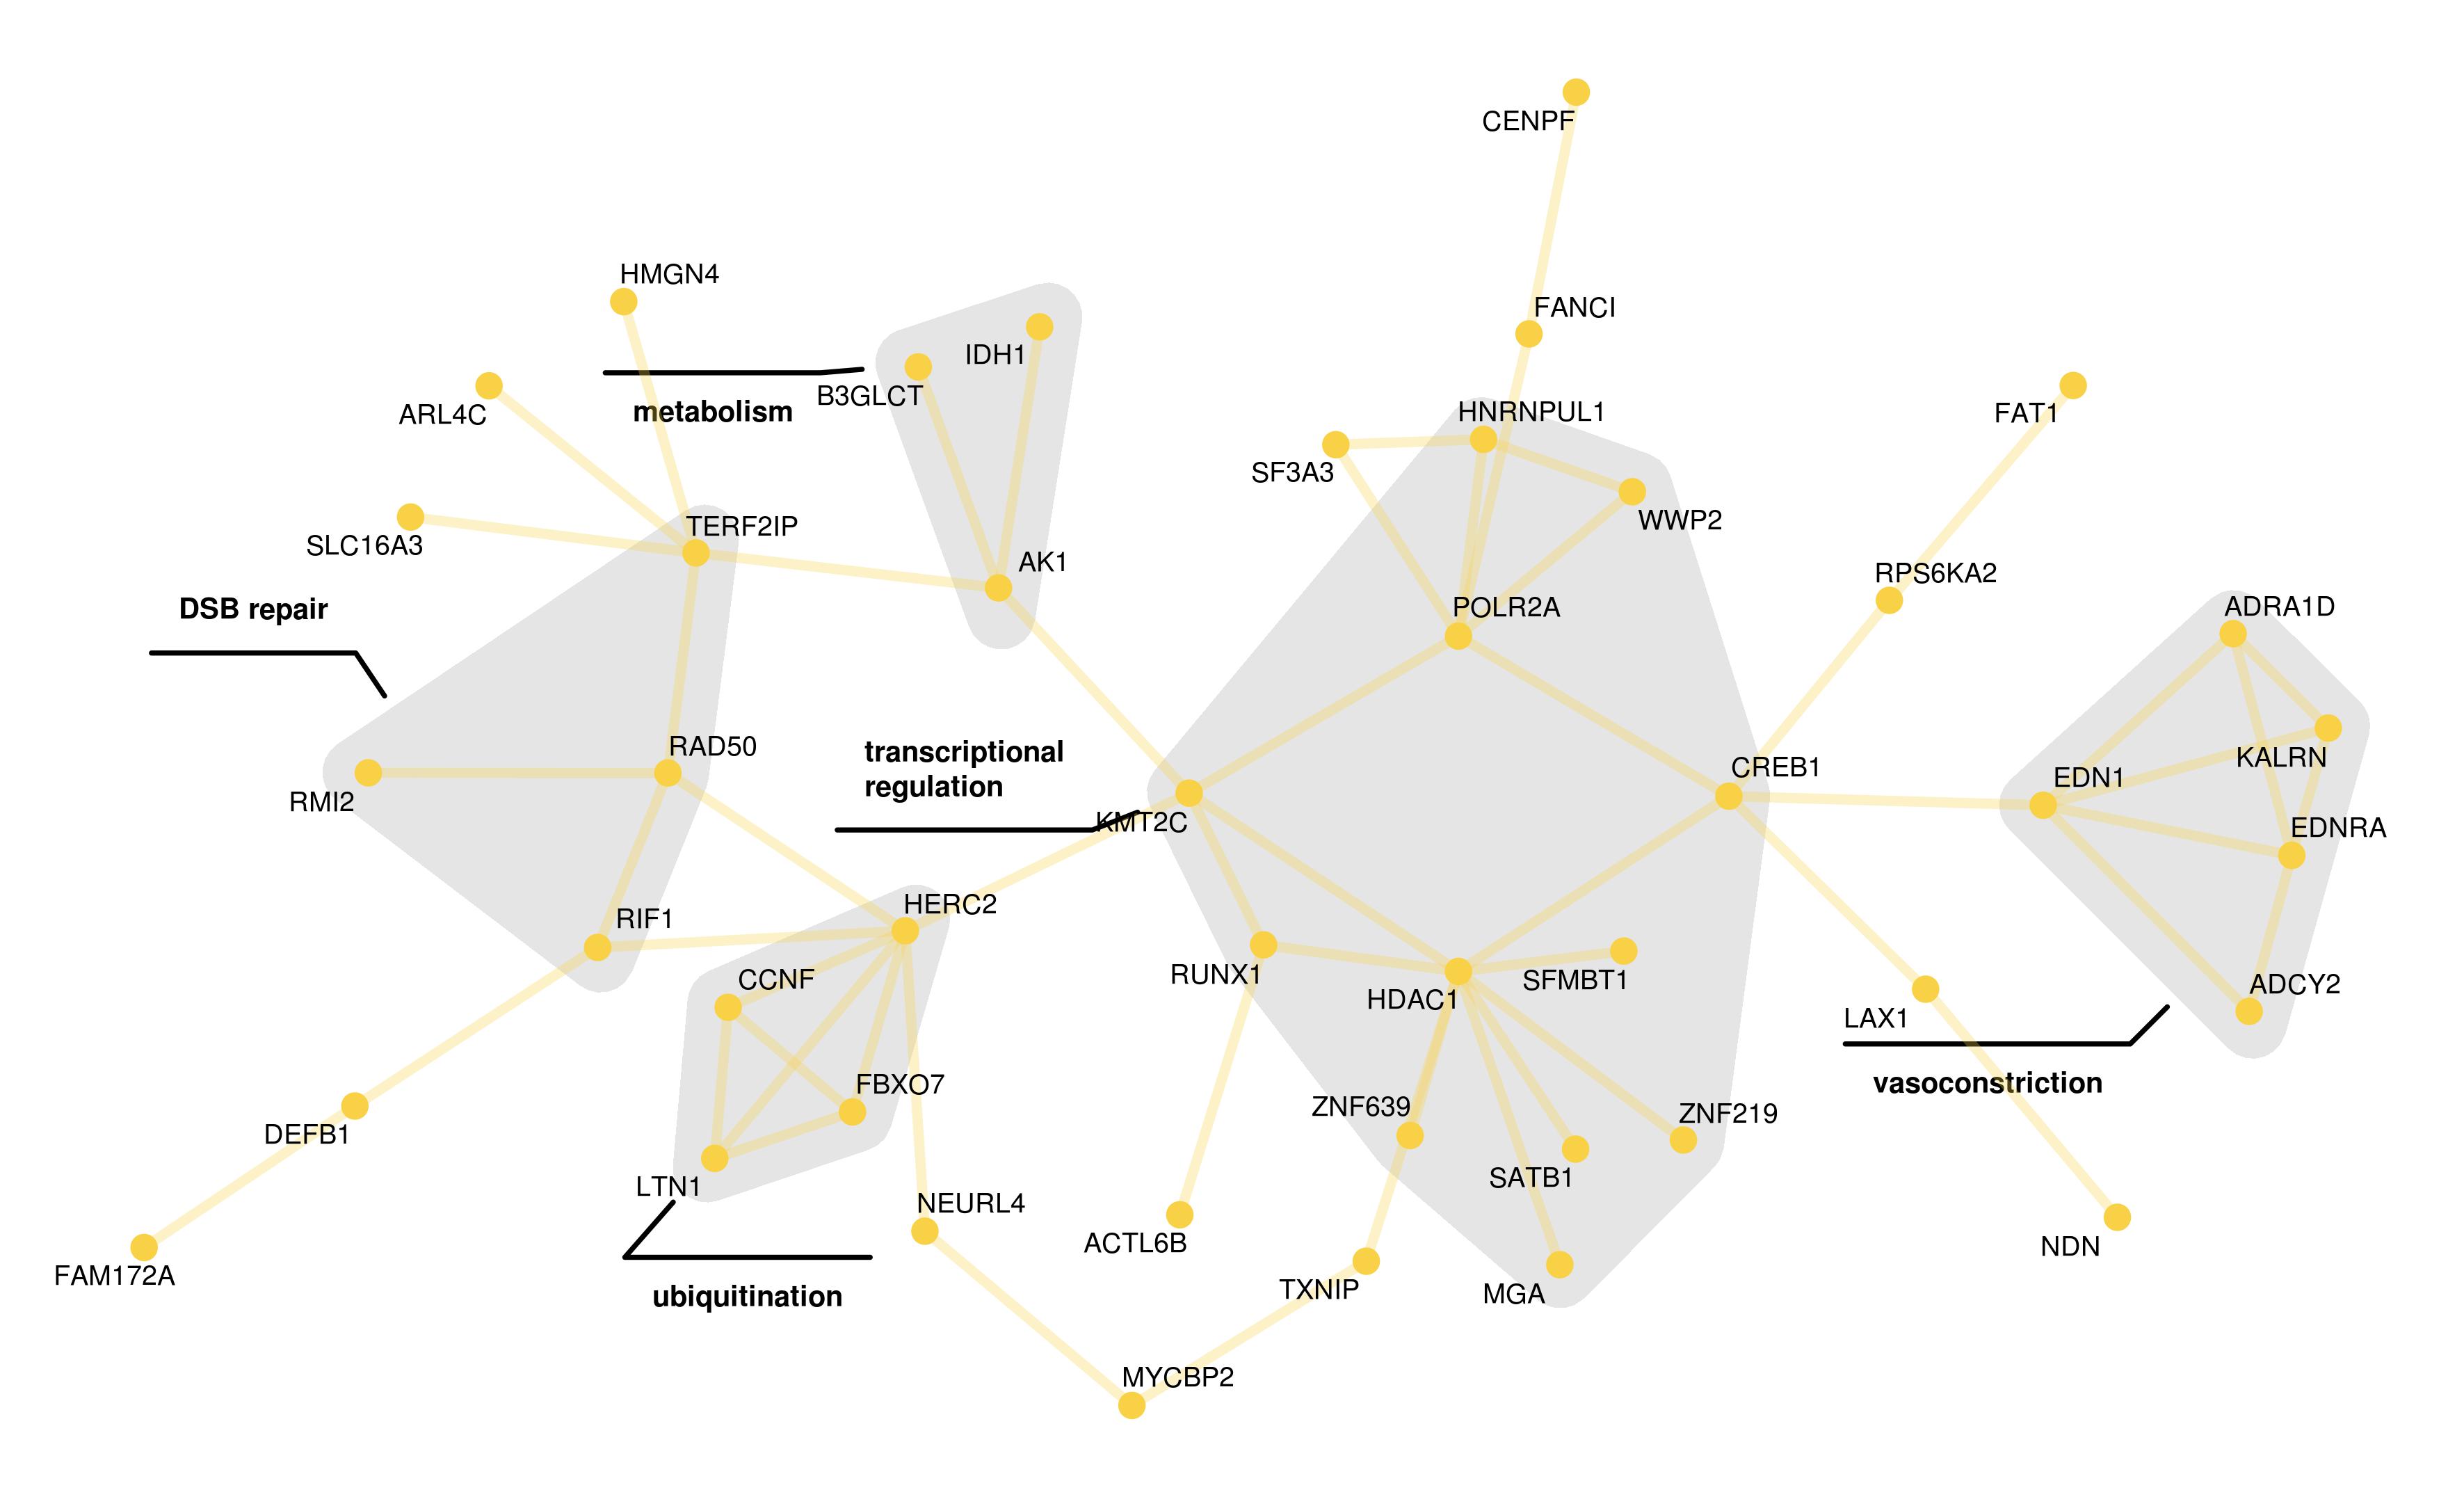 CENPF
HMGN4
FANCI
IDH1
B3GLCT
metabolism
ARL4C
HNRNPUL1
FAT1
SF3A3
WWP2
TERF2IP
SLC16A3
AK1
RPS6KA2
POLR2A
ADRA1D
DSB repair
RAD50
transcriptional
regulation
CREB1
KALRN
EDN1
RMI2
KMT2C
EDNRA
HERC2
RIF1
CCNF
RUNX1
SFMBT1
HDAC1
ADCY2
LAX1
vasoconstriction
FBXO7
ZNF639
ZNF219
DEFB1
SATB1
LTN1
NEURL4
ACTL6B
NDN
FAM172A
TXNIP
MGA
ubiquitination
MYCBP2